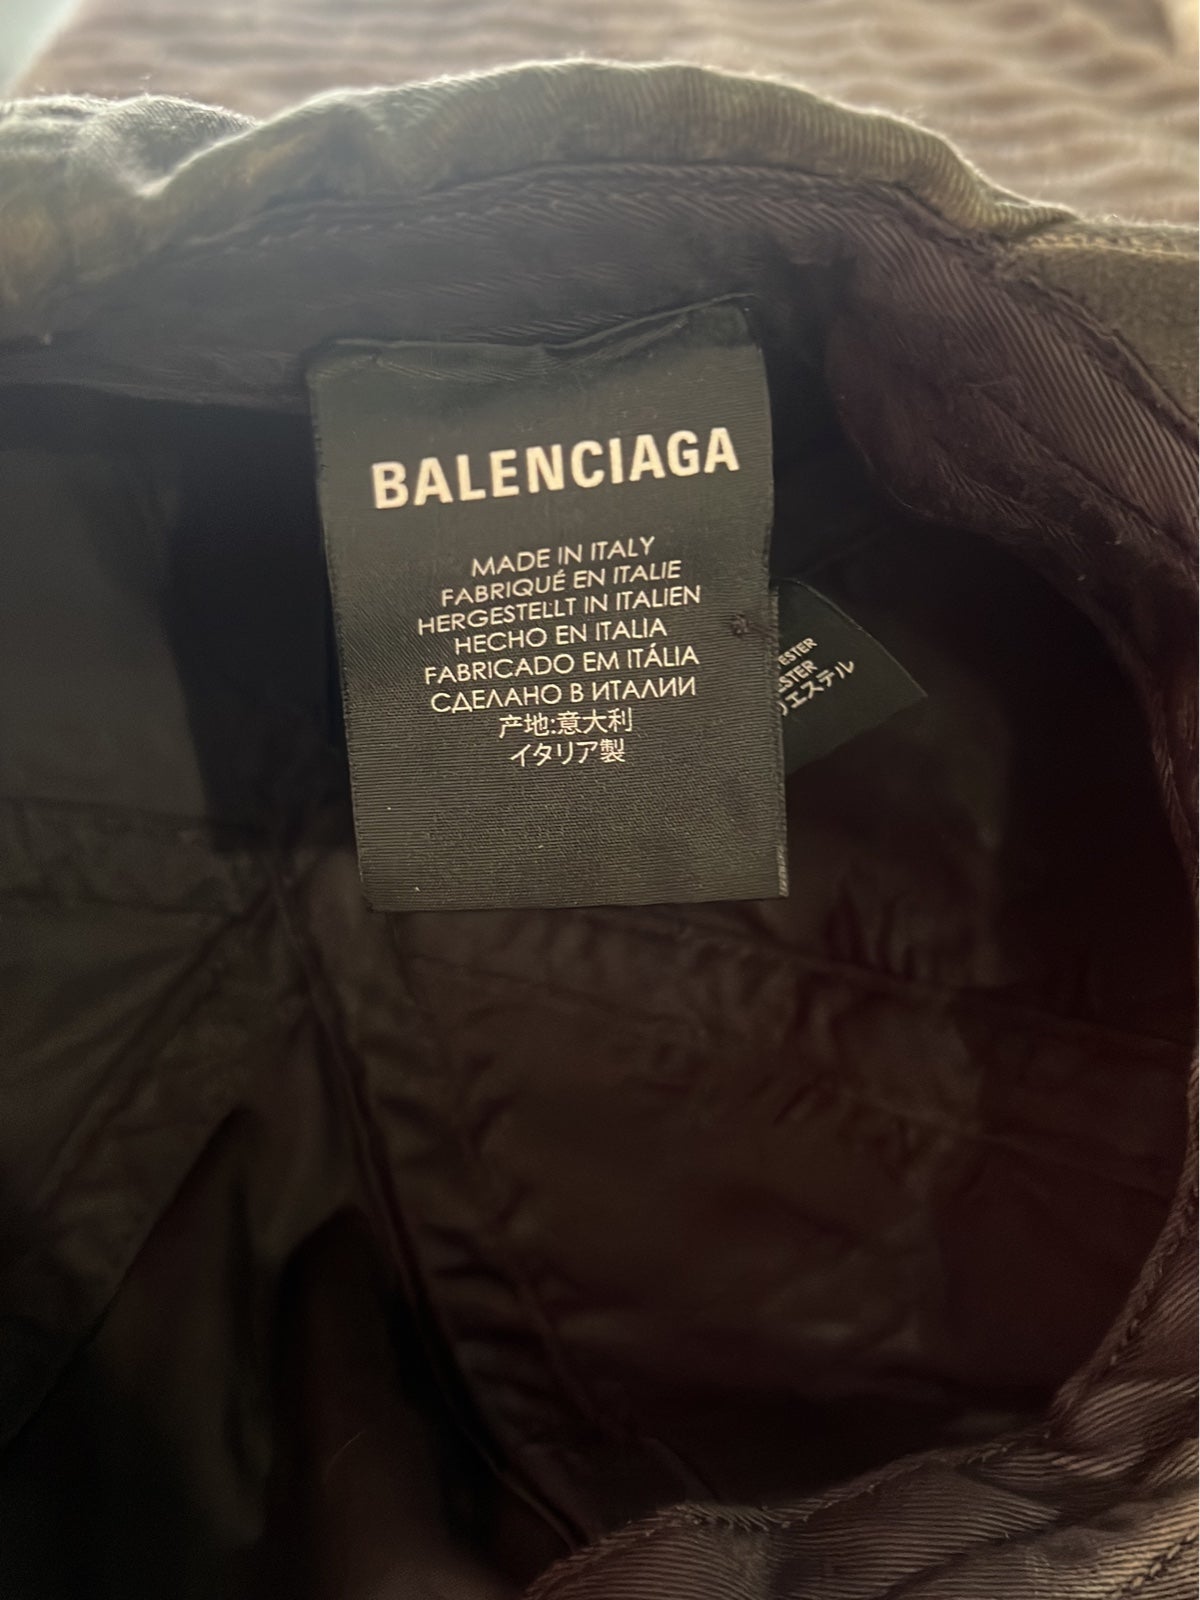 BALENCIAGA
MADE IN ITALY
FABRIQUÉ EN ITALIE
HERGESTELLT IN ITALIEN
HECHO EN ITALIA
FABRICADO EM ITÁLIA
СДЕЛАНО В ИТАЛИИ
产地:意大利
イタリア製